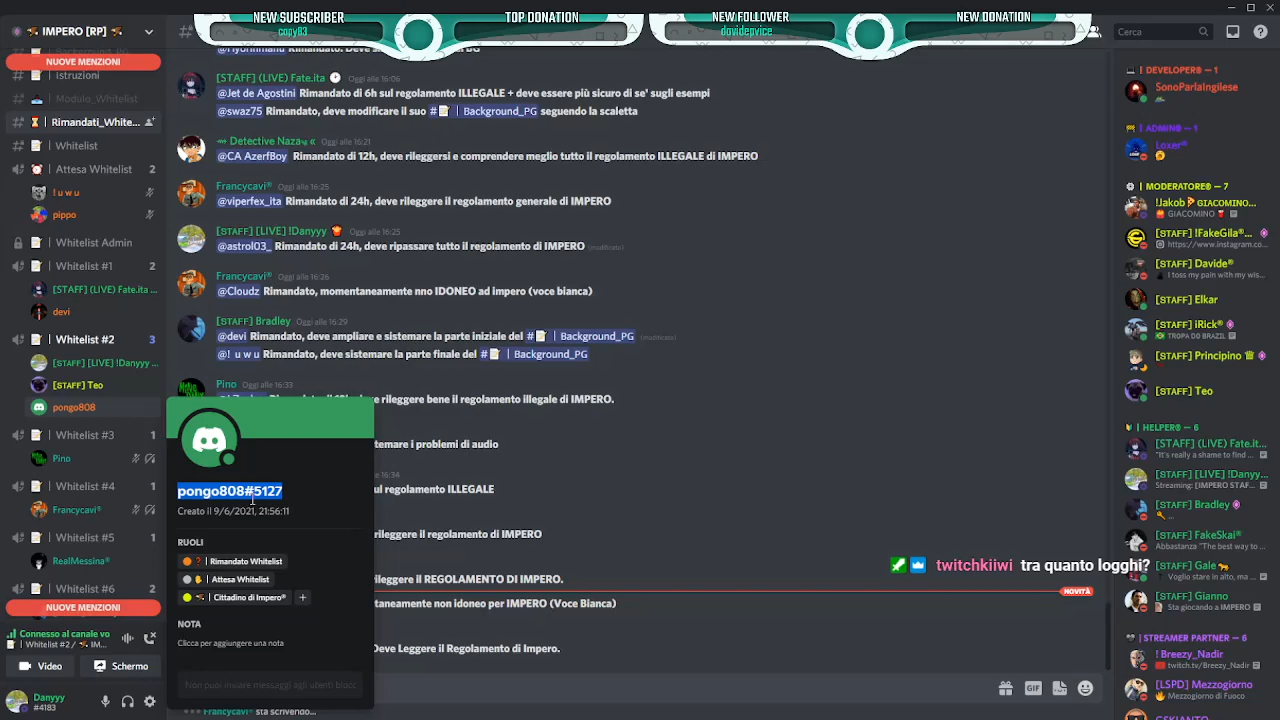 NEW SUBSCRIBER
copy83
TOP DONATION
NEW FOLLOWER
davidepvice
NEW DONATION
IMPERO [RP]
NUOVE MENZIONI
# Istruzioni
# Modulo_Whitelist
# Rimandati_White...
# Whitelist
Attesa Whitelist 2
! u w u
pippo
Whitelist Admin
Whitelist #1 2
[STAFF] (LIVE) Fate.ita ...
devi
Whitelist #2 3
[STAFF] [LIVE] !Danyyy ...
[STAFF] Teo
pongo808
Whitelist #3 1
Pino
Whitelist #4 1
Francycavi®
Whitelist #5 1
RealMessina®
Whitelist #6 1
NUOVE MENZIONI
Connesso al canale vo
Whitelist #2 / IM...
Video
Schermo
Danyyy
#4183
[STAFF] (LIVE) Fate.ita Oggi alle 16:06
@Jet de Agostini Rimandato di 6h sul regolamento ILLEGALE + deve essere più sicuro di se' sugli esempi
@swaz75 Rimandato, deve modificare il suo # | Background_PG seguendo la scaletta
Detective Naza « Oggi alle 16:21
@CA AzerfBoy Rimandato di 12h, deve rileggersi e comprendere meglio tutto il regolamento ILLEGALE di IMPERO
Francycavi® Oggi alle 16:25
@viperfex_ita Rimandato di 24h, deve rileggere il regolamento generale di IMPERO
[STAFF] [LIVE] !Danyyy Oggi alle 16:25
@astrol03_ Rimandato di 24h, deve ripassare tutto il regolamento di IMPERO (modificato)
Francycavi® Oggi alle 16:26
@Cloudz Rimandato, momentaneamente nno IDONEO ad impero (voce bianca)
[STAFF] Bradley Oggi alle 16:29
@devi Rimandato, deve ampliare e sistemare la parte iniziale del # | Background_PG (modificato)
@! u w u Rimandato, deve sistemare la parte finale del # | Background_PG
Pino Oggi alle 16:33
rileggere bene il regolamento illegale di IMPERO.
temare i problemi di audio
16:34
sul regolamento ILLEGALE
rileggere il regolamento di IMPERO
rileggere il REGOLAMENTO DI IMPERO.
NOVITÀ
taneamente non idoneo per IMPERO (Voce Bianca)
Deve Leggere il Regolamento di Impero.
pongo808#5127
Creato il 9/6/2021, 21:56:11
RUOLI
? | Rimandato Whitelist
| Attesa Whitelist
| Cittadino di Impero® +
NOTA
Clicca per aggiungere una nota
Non puoi inviare messaggi agli utenti blocc
Francycavi® sta scrivendo...
GIF
twitchkiiwi tra quanto logghi?
Cerca
| DEVELOPER® — 1
SonoParlaInglese
| ADMIN® — 1
Loxer®
| MODERATORE® — 7
!Jakob GIACOMINO...
GIACOMINO
[STAFF] !FakeGila®...
https://www.instagram.co...
[STAFF] Davide®
I toss my pain with my wis...
[STAFF] Elkar
[STAFF] iRick®
TROPA DO BRAZIL
[STAFF] Principino
[STAFF] Teo
| HELPER® — 6
[STAFF] (LIVE) Fate.it...
"It's really a shame to find ...
[STAFF] [LIVE] !Dany...
Streaming: [IMPERO STAF...
[STAFF] Bradley
...
[STAFF] FakeSkai®
Abbastanza "The best way to ...
[STAFF] Gale
Voglio stare in alto, ma ...
[STAFF] Gianno
Sta giocando a IMPERO
| STREAMER PARTNER — 6
! Breezy_Nadir
twitch.tv/Breezy_Nadir
[LSPD] Mezzogiorno
Mezzogiorno di Fuoco